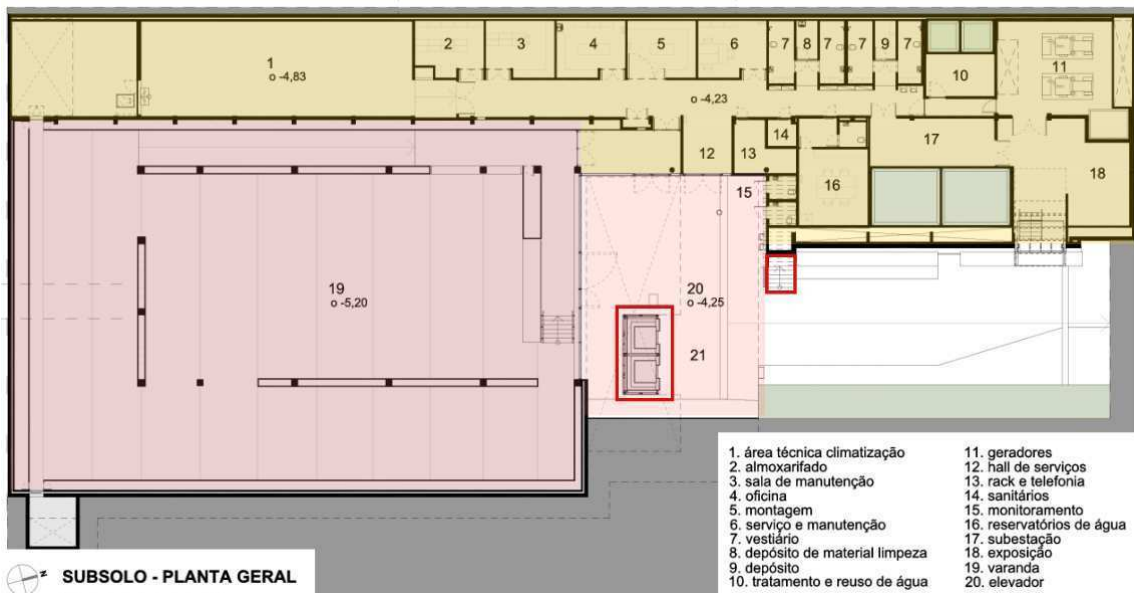 2 3 4 5 6 7 8 7 7 9 7
1
o -4,83
11
10
o -4,23
12 13 14 17
15 16 18
19
o -5,20
20
o -4,25
21
1. área técnica climatização
2. almoxarifado
3. sala de manutenção
4. oficina
5. montagem
6. serviço e manutenção
7. vestiário
8. depósito de material limpeza
9. depósito
10. tratamento e reuso de água
11. geradores
12. hall de serviços
13. rack e telefonia
14. sanitários
15. monitoramento
16. reservatórios de água
17. subestação
18. exposição
19. varanda
20. elevador
z SUBSOLO - PLANTA GERAL